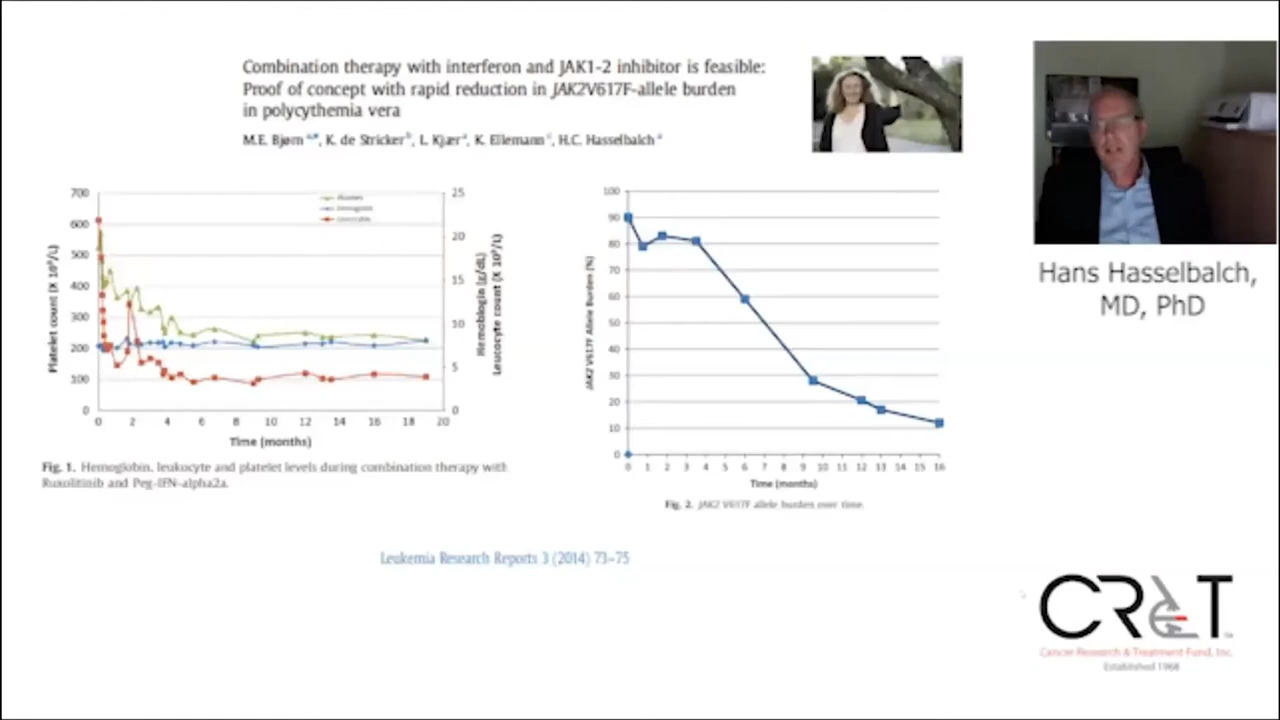 Combination therapy with interferon and JAK1-2 inhibitor is feasible:
Proof of concept with rapid reduction in JAK2V617F-allele burden
in polycythemia vera
M.E. Bjørn a,*, K. de Stricker b, L. Kjær a, K. Ellemann c, H.C. Hasselbalch a
Hans Hasselbalch,
MD, PhD
700
600
500
400
300
200
100
0
Platelet count (X 10⁹/L)
25
20
15
10
5
0
Hemoblogin (g/dL)
Leucocyte count (X 10⁹/L)
0 2 4 6 8 10 12 14 16 18 20
Time (months)
Fig. 1. Hemoglobin, leukocyte and platelet levels during combination therapy with
Ruxolitinib and Peg-IFN-alpha2a.
100
90
80
70
60
50
40
30
20
10
0
JAK2 V617F Allele Burden (%)
0 1 2 3 4 5 6 7 8 9 10 11 12 13 14 15 16
Time (months)
Fig. 2. JAK2 V617F allele burden over time.
Leukemia Research Reports 3 (2014) 73–75
CR&T
Cancer Research & Treatment Fund, Inc.
Established 1968